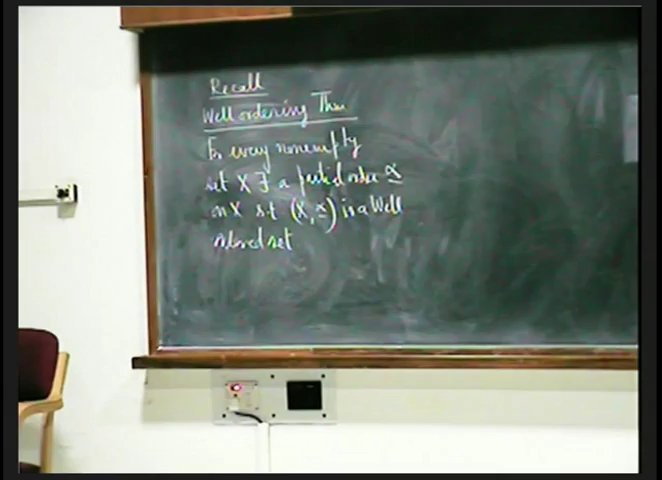 Recall
Well ordering Thm
For every nonempty
set X ∃ a partial order ⪯
on X s.t (X, ⪯) is a Well
ordered set